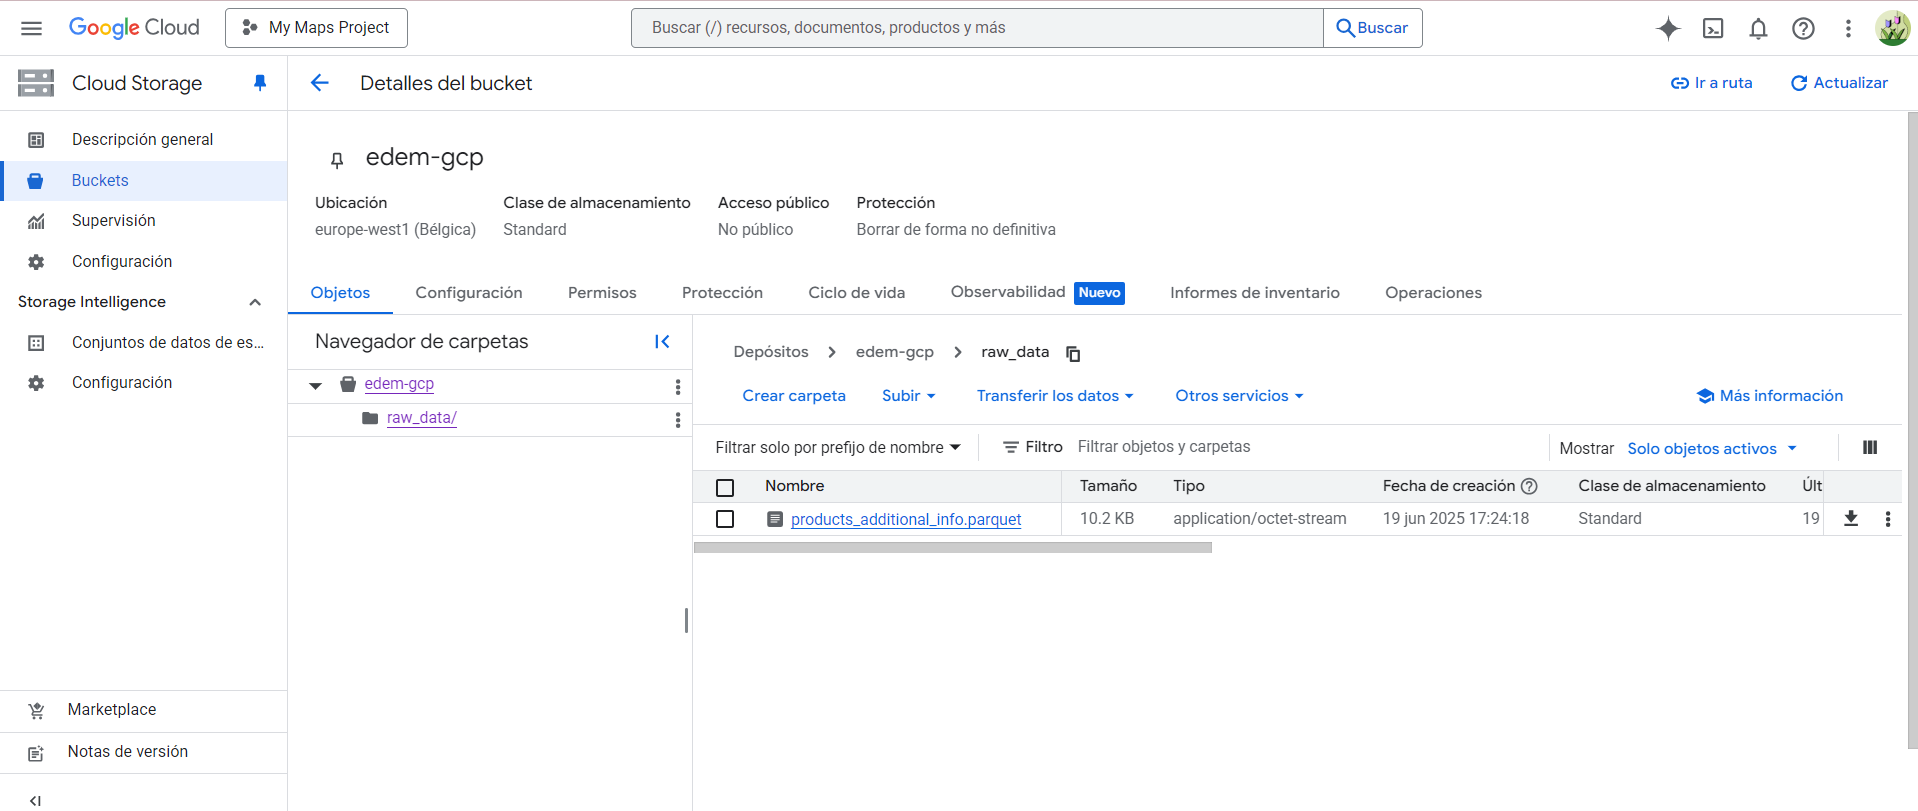 Google Cloud
My Maps Project
Buscar (/) recursos, documentos, productos y más
Buscar
Cloud Storage
Detalles del bucket
Ir a ruta
Actualizar
Descripción general
Buckets
Supervisión
Configuración
Storage Intelligence
Conjuntos de datos de es...
Configuración
Marketplace
Notas de versión
edem-gcp
Ubicación Clase de almacenamiento Acceso público Protección
europe-west1 (Bélgica) Standard No público Borrar de forma no definitiva
Objetos Configuración Permisos Protección Ciclo de vida Observabilidad Nuevo Informes de inventario Operaciones
Navegador de carpetas
edem-gcp
raw_data/
Depósitos edem-gcp raw_data
Crear carpeta Subir Transferir los datos Otros servicios Más información
Filtrar solo por prefijo de nombre Filtro Filtrar objetos y carpetas Mostrar Solo objetos activos
Nombre Tamaño Tipo Fecha de creación Clase de almacenamiento Últ
products_additional_info.parquet 10.2 KB application/octet-stream 19 jun 2025 17:24:18 Standard 19